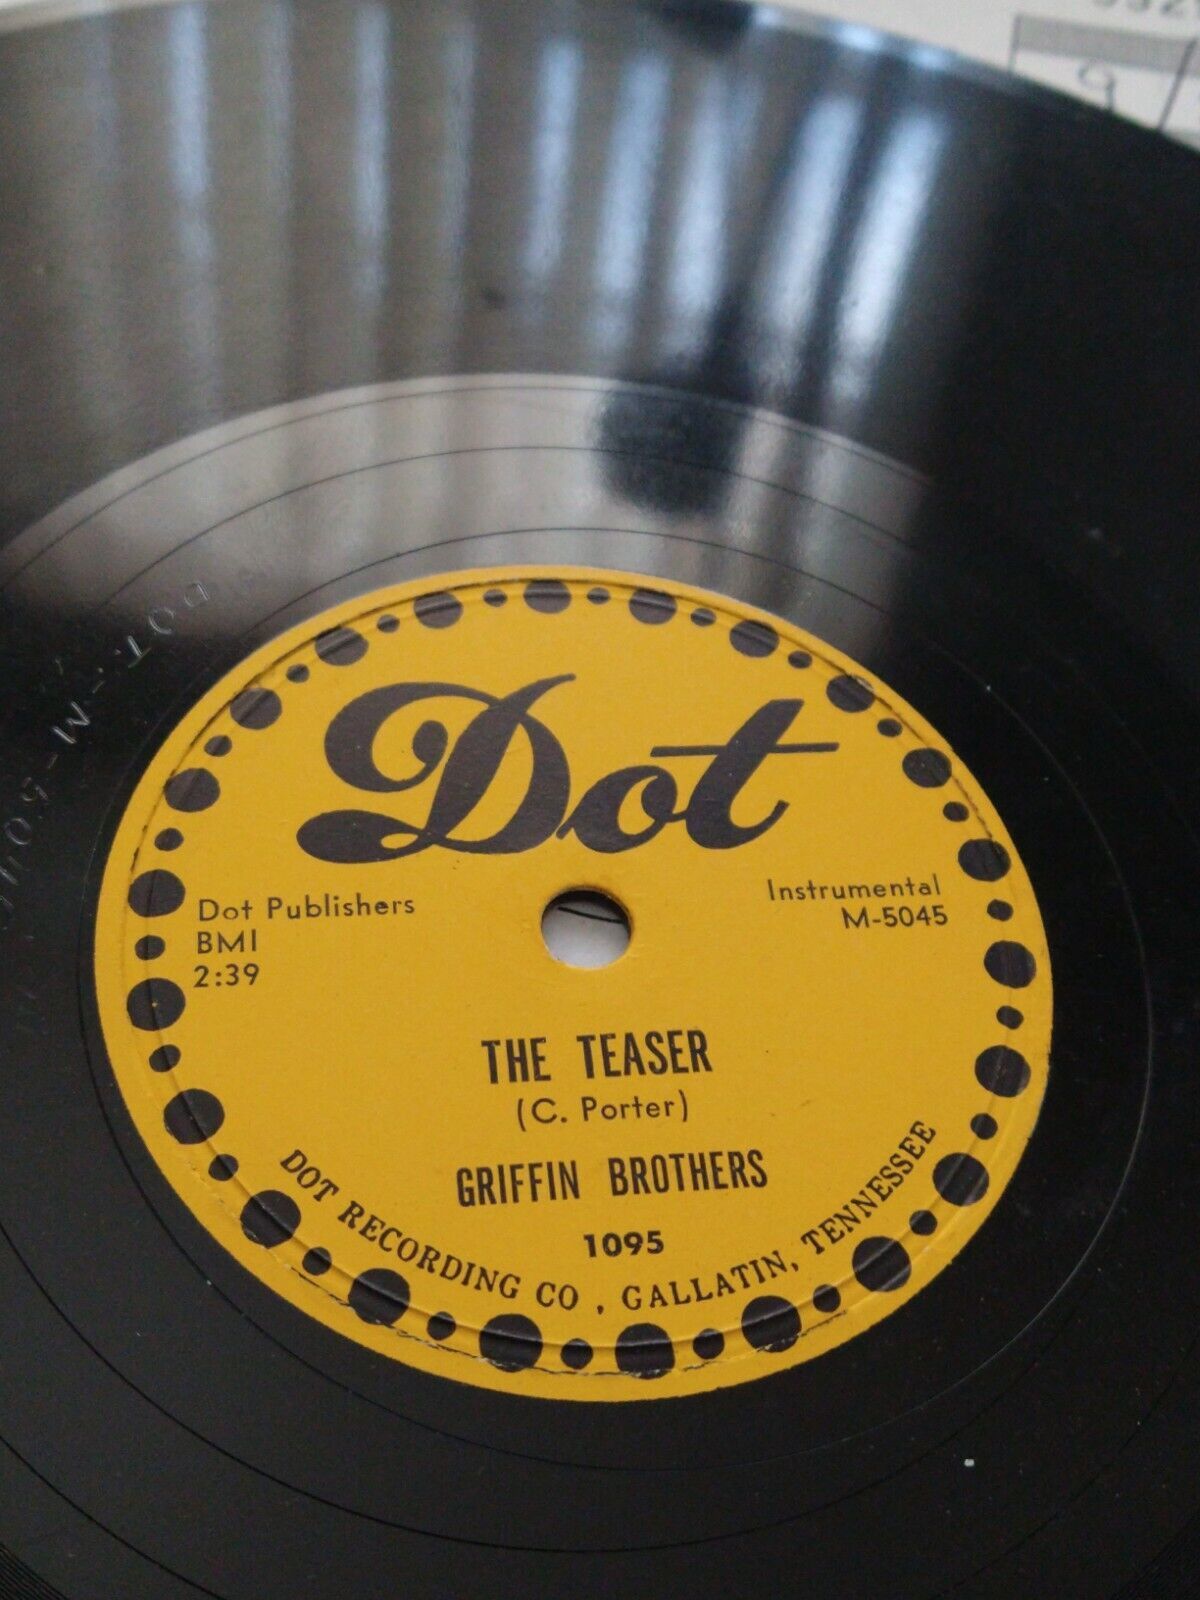 Dot
Dot Publishers
BMI
2:39
Instrumental
M-5045
THE TEASER
(C. Porter)
GRIFFIN BROTHERS
1095
DOT RECORDING CO., GALLATIN, TENNESSEE